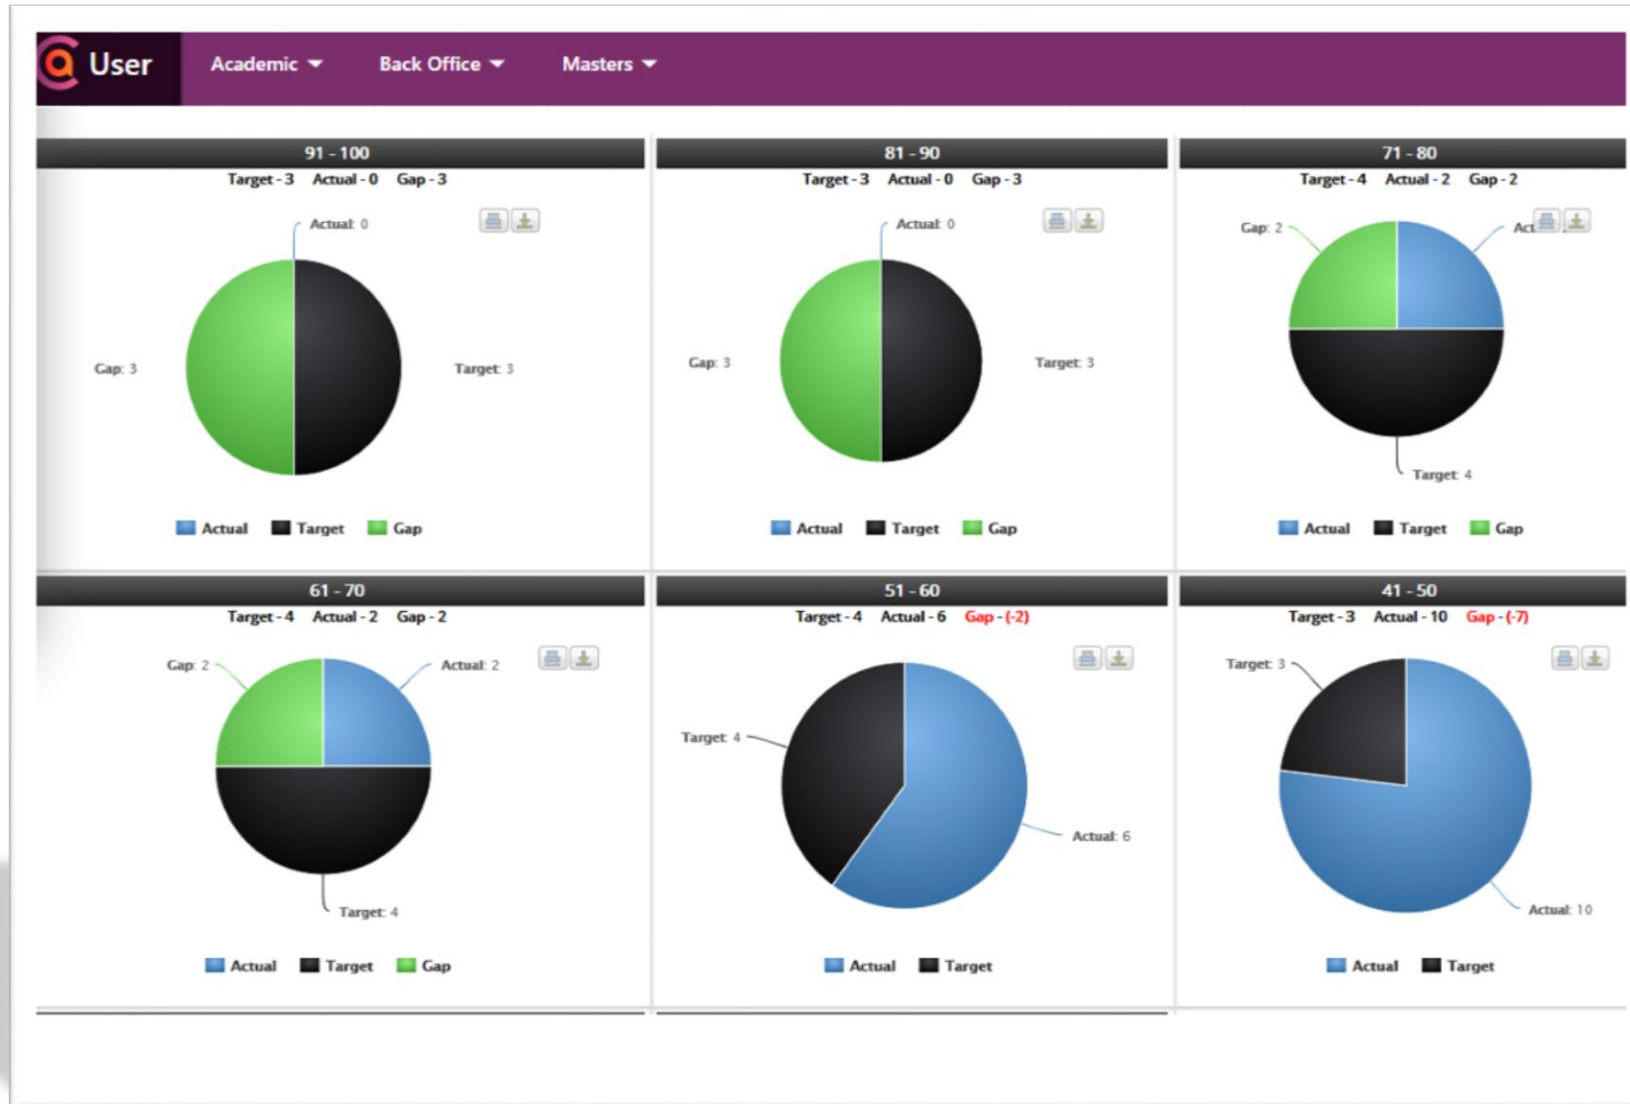 User Academic Back Office Masters
91 - 100
Target - 3 Actual - 0 Gap - 3
Actual: 0
Gap: 3
Target: 3
Actual Target Gap
81 - 90
Target - 3 Actual - 0 Gap - 3
Actual: 0
Gap: 3
Target: 3
Actual Target Gap
71 - 80
Target - 4 Actual - 2 Gap - 2
Gap: 2
Target: 4
Actual Target Gap
61 - 70
Target - 4 Actual - 2 Gap - 2
Gap: 2
Actual: 2
Target: 4
Actual Target Gap
51 - 60
Target - 4 Actual - 6 Gap - (-2)
Target: 4
Actual: 6
Actual Target
41 - 50
Target - 3 Actual - 10 Gap - (-7)
Target: 3
Actual: 10
Actual Target